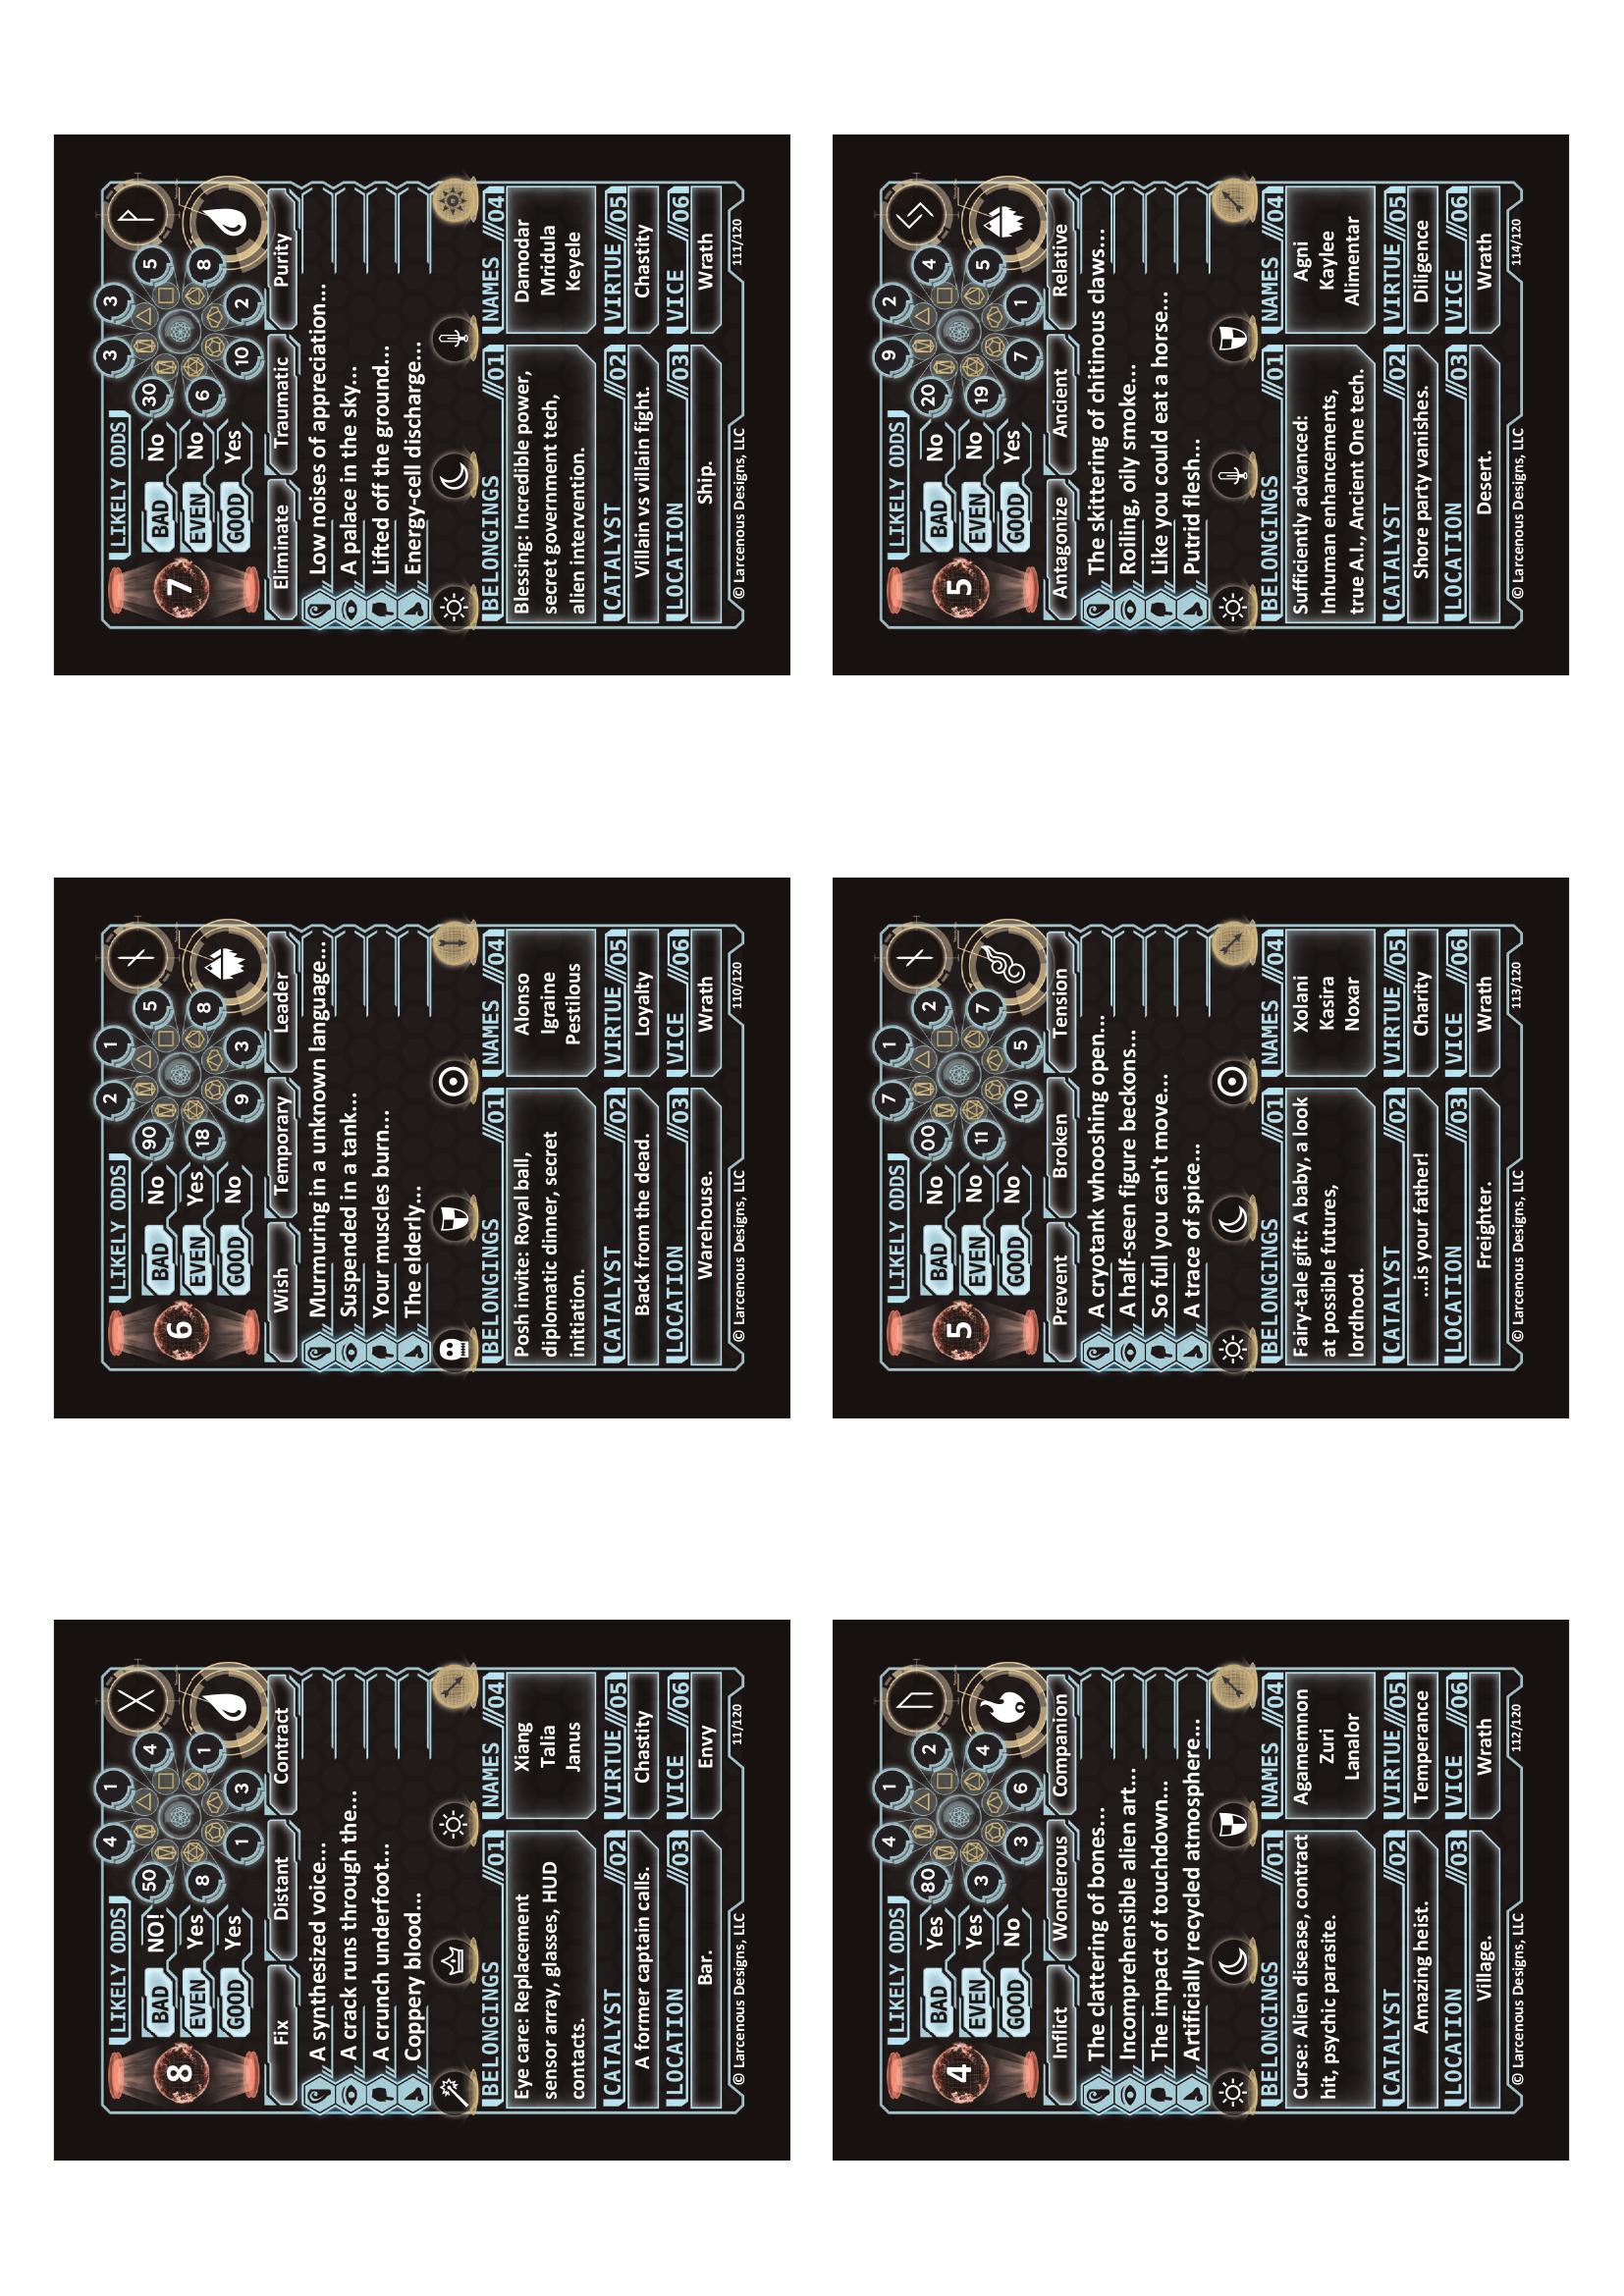 LIKELY ODDS 4 1
BAD NO! 50 4
8
EVEN Yes 8 1
GOOD Yes 1 3
Fix Distant Contract
A synthesized voice...
A crack runs through the...
A crunch underfoot...
Coppery blood...
BELONGINGS //01
Eye care: Replacement
sensor array, glasses, HUD
contacts.
CATALYST //02
A former captain calls.
LOCATION //03
Bar.
NAMES //04
Xiang
Talia
Janus
VIRTUE //05
Chastity
VICE //06
Envy
© Larcenous Designs, LLC
11/120
LIKELY ODDS 2 1
BAD No 90 5
6
EVEN Yes 18 8
GOOD No 9 3
Wish Temporary Leader
Murmuring in a unknown language...
Suspended in a tank...
Your muscles burn...
The elderly...
BELONGINGS //01
Posh invite: Royal ball,
diplomatic dinner, secret
initiation.
CATALYST //02
Back from the dead.
LOCATION //03
Warehouse.
NAMES //04
Alonso
Igraine
Pestilous
VIRTUE //05
Loyalty
VICE //06
Wrath
© Larcenous Designs, LLC
110/120
LIKELY ODDS 3 3
BAD No 30 5
7
EVEN No 6 8
GOOD Yes 10 2
Eliminate Traumatic Purity
Low noises of appreciation...
A palace in the sky...
Lifted off the ground...
Energy-cell discharge...
BELONGINGS //01
Blessing: Incredible power,
secret government tech,
alien intervention.
CATALYST //02
Villain vs villain fight.
LOCATION //03
Ship.
NAMES //04
Damodar
Mridula
Keyele
VIRTUE //05
Chastity
VICE //06
Wrath
© Larcenous Designs, LLC
111/120
LIKELY ODDS 4 1
BAD Yes 80 2
4
EVEN Yes 3 4
GOOD No 3 6
Inflict Wonderous Companion
The clattering of bones...
Incomprehensible alien art...
The impact of touchdown...
Artificially recycled atmosphere...
BELONGINGS //01
Curse: Alien disease, contract
hit, psychic parasite.
CATALYST //02
Amazing heist.
LOCATION //03
Village.
NAMES //04
Agamemnon
Zuri
Lanalor
VIRTUE //05
Temperance
VICE //06
Wrath
© Larcenous Designs, LLC
112/120
LIKELY ODDS 7 1
BAD No 00 2
5
EVEN No 11 7
GOOD No 10 5
Prevent Broken Tension
A cryotank whooshing open...
A half-seen figure beckons...
So full you can't move...
A trace of spice...
BELONGINGS //01
Fairy-tale gift: A baby, a look
at possible futures,
lordhood.
CATALYST //02
...is your father!
LOCATION //03
Freighter.
NAMES //04
Xolani
Kasira
Noxar
VIRTUE //05
Charity
VICE //06
Wrath
© Larcenous Designs, LLC
113/120
LIKELY ODDS 9 2
BAD No 20 4
5
EVEN No 19 5
GOOD Yes 7 1
Antagonize Ancient Relative
The skittering of chitinous claws...
Roiling, oily smoke...
Like you could eat a horse...
Putrid flesh...
BELONGINGS //01
Sufficiently advanced:
Inhuman enhancements,
true A.I., Ancient One tech.
CATALYST //02
Shore party vanishes.
LOCATION //03
Desert.
NAMES //04
Agni
Kaylee
Alimentar
VIRTUE //05
Diligence
VICE //06
Wrath
© Larcenous Designs, LLC
114/120